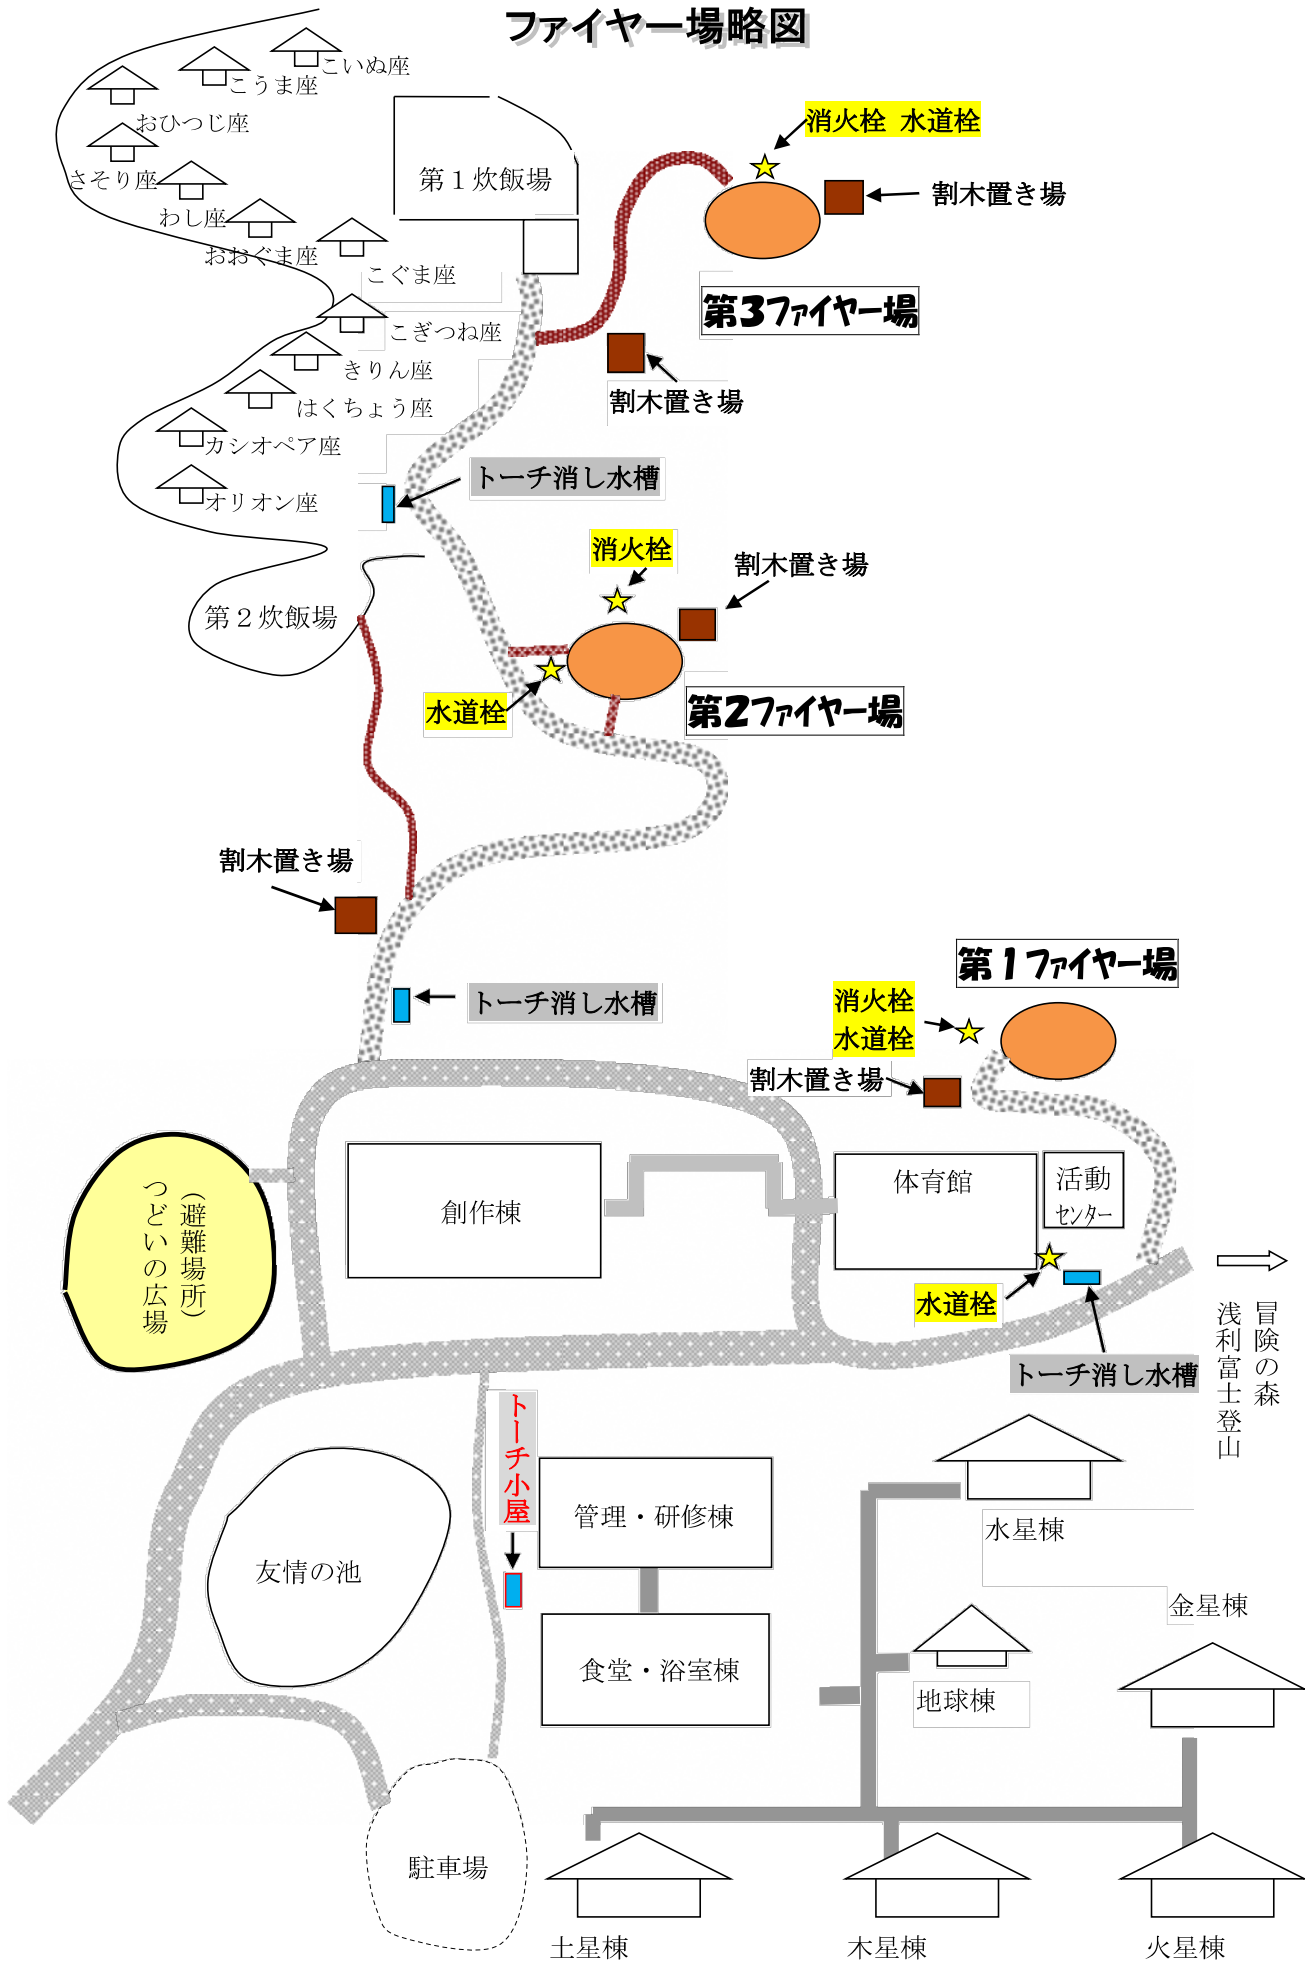 ファイヤー場略図
こいぬ座
こうま座
おひつじ座
さそり座
わし座
おおぐま座
こぐま座
こぎつね座
きりん座
はくちょう座
カシオペア座
オリオン座
第１炊飯場
消火栓 水道栓
割木置き場
第3ファイヤー場
割木置き場
トーチ消し水槽
消火栓
割木置き場
第２炊飯場
水道栓
第2ファイヤー場
割木置き場
トーチ消し水槽
第1ファイヤー場
消火栓
水道栓
割木置き場
（避難場所）
つどいの広場
創作棟
体育館
活動
センター
水道栓
トーチ消し水槽
冒険の森
浅利富士登山
トーチ小屋
管理・研修棟
友情の池
食堂・浴室棟
水星棟
金星棟
地球棟
駐車場
土星棟
木星棟
火星棟